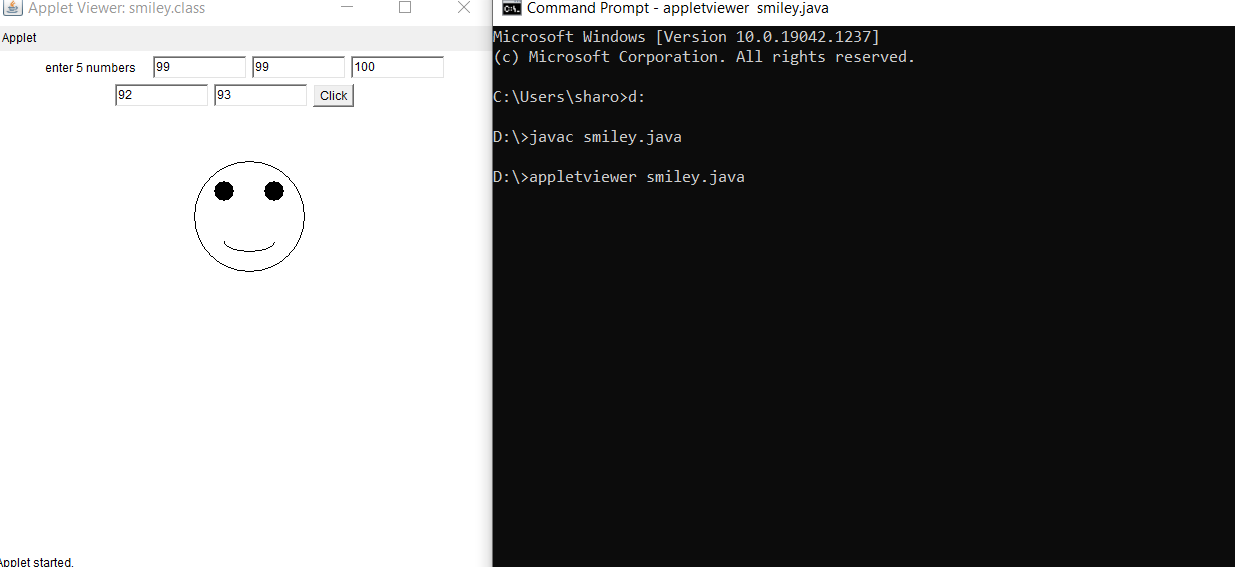 Applet Viewer: smiley.class
Applet
enter 5 numbers 99 99 100
92 93 Click
Applet started.
Command Prompt - appletviewer smiley.java
Microsoft Windows [Version 10.0.19042.1237]
(c) Microsoft Corporation. All rights reserved.
C:\Users\sharo>d:
D:\>javac smiley.java
D:\>appletviewer smiley.java